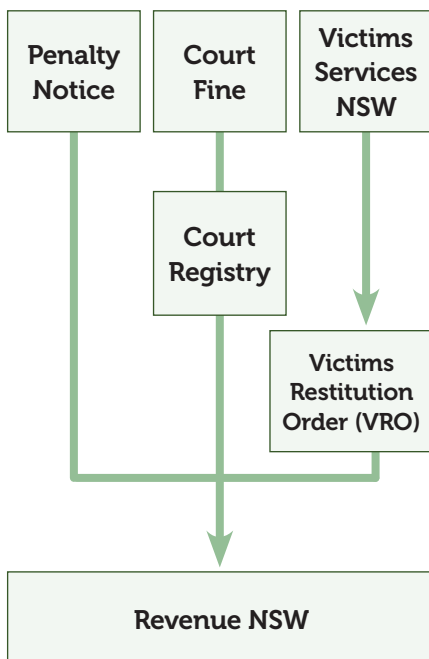 Penalty
Notice
Court
Fine
Victims
Services
NSW
Court
Registry
Victims
Restitution
Order (VRO)
Revenue NSW